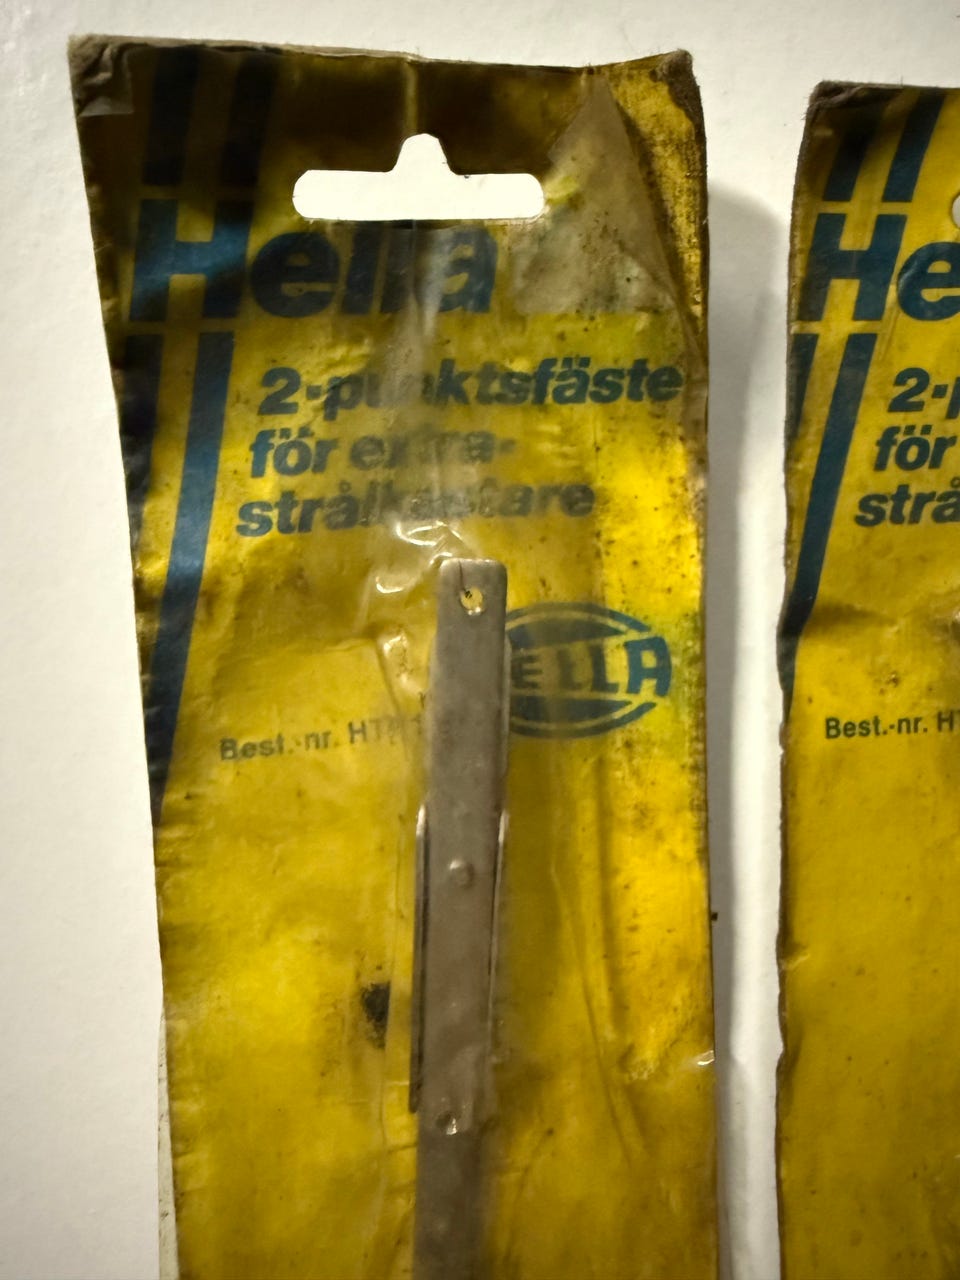 Hella
2-punktsfäste
för extra-
strålkastare
HELLA
Best.-nr.
He
2-p
för
strå
Best.-nr. H